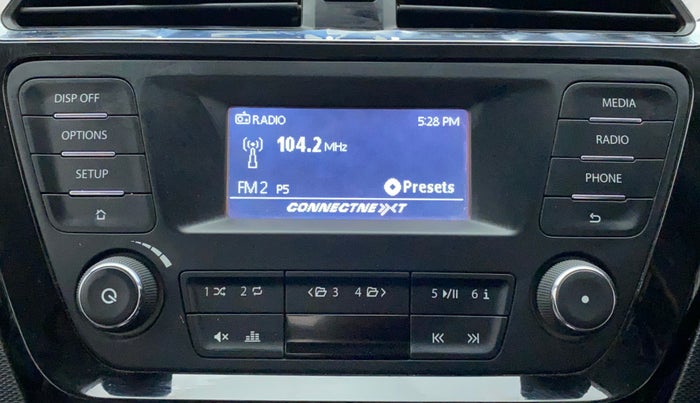 DISP OFF
OPTIONS
SETUP
RADIO 5:28 PM
104.2 MHz
FM2 P5 Presets
CONNECTNEXT
MEDIA
RADIO
PHONE
1 2 3 4 5 6 i